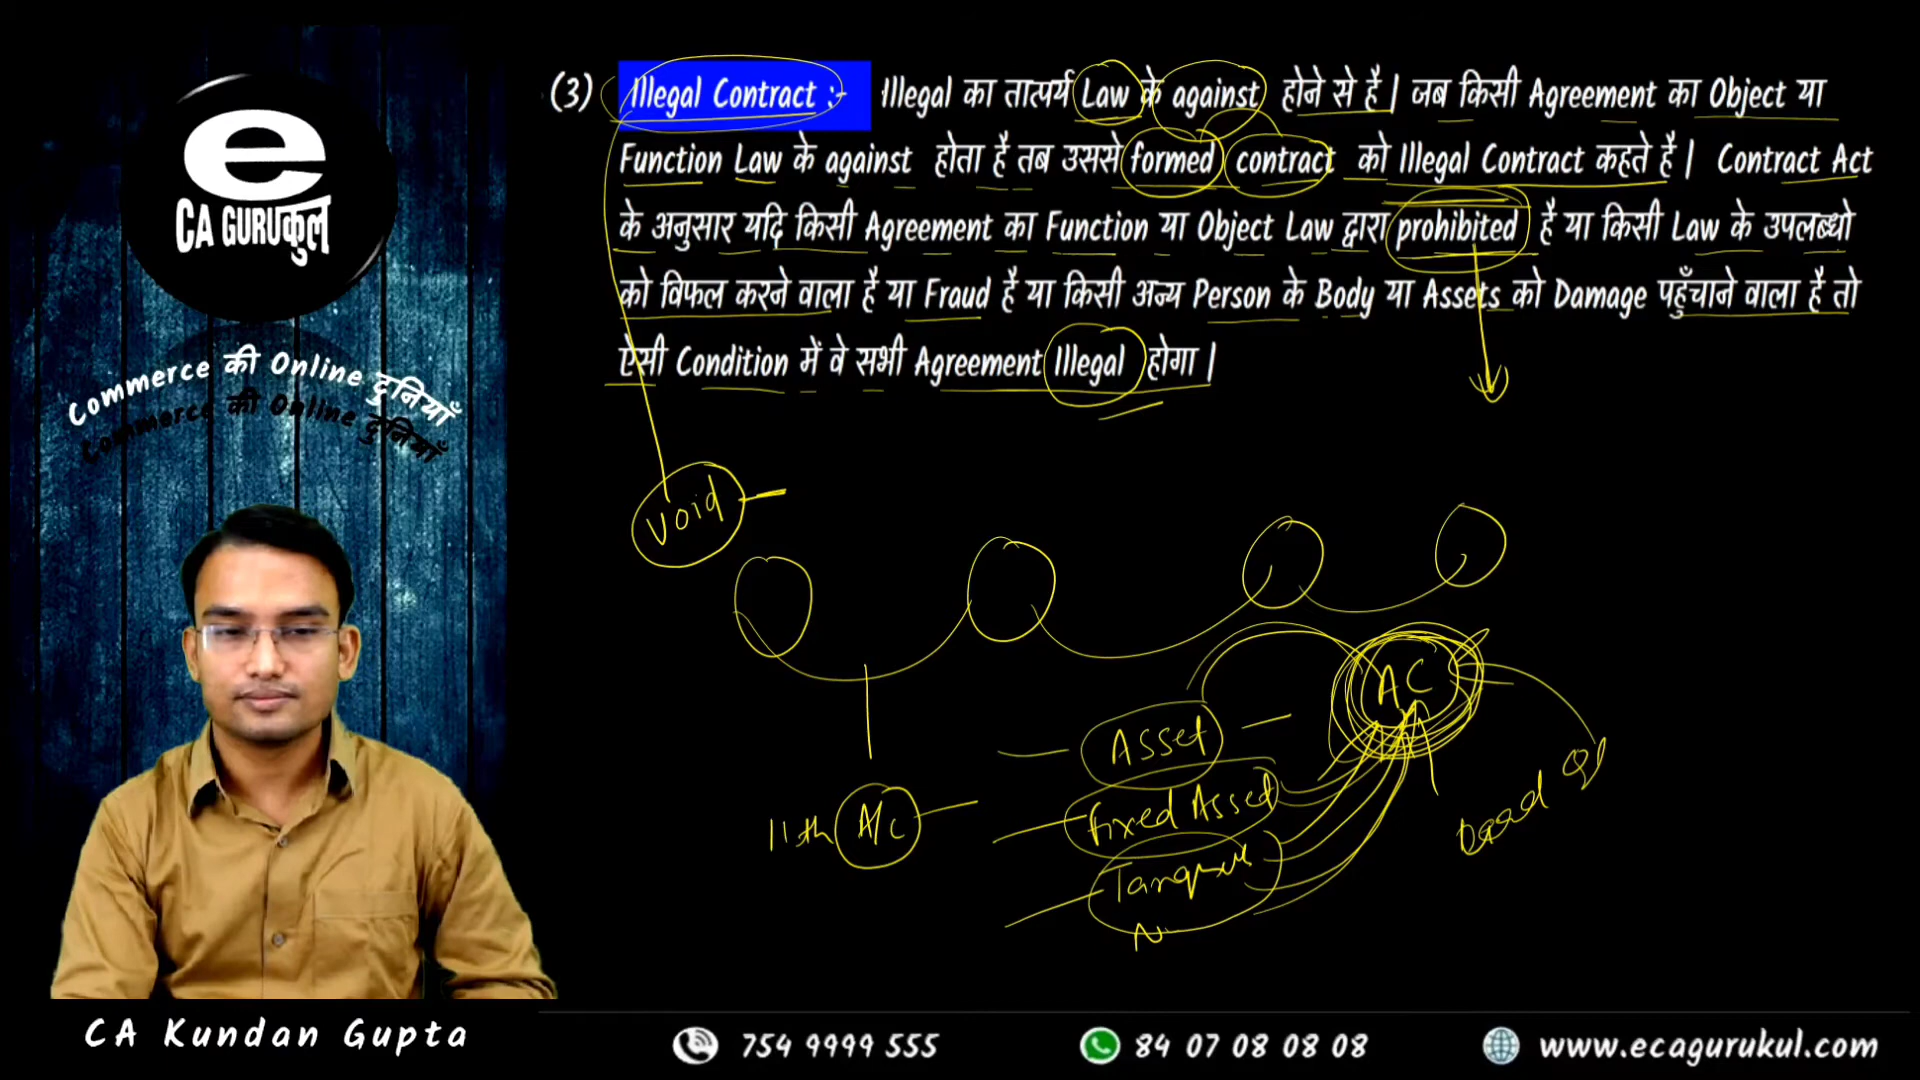 e
CA GURUकुल
Commerce की Online दुनियाँ
Commerce की Online दुनियाँ
CA Kundan Gupta
(3) Illegal Contract :- Illegal का तात्पर्य Law के against होने से है | जब किसी Agreement का Object या
Function Law के against होता है तब उससे formed contract को Illegal Contract कहते है | Contract Act
के अनुसार यदि किसी Agreement का Function या Object Law द्वारा prohibited है या किसी Law के उपलब्धो
को विफल करने वाला है या Fraud है या किसी अन्य Person के Body या Assets को Damage पहुँचाने वाला है तो
ऐसी Condition में वे सभी Agreement Illegal होगा |
Void
AC
Asset
Fixed Asset
11th A/c
754 9999 555
84 07 08 08 08
www.ecagurukul.com